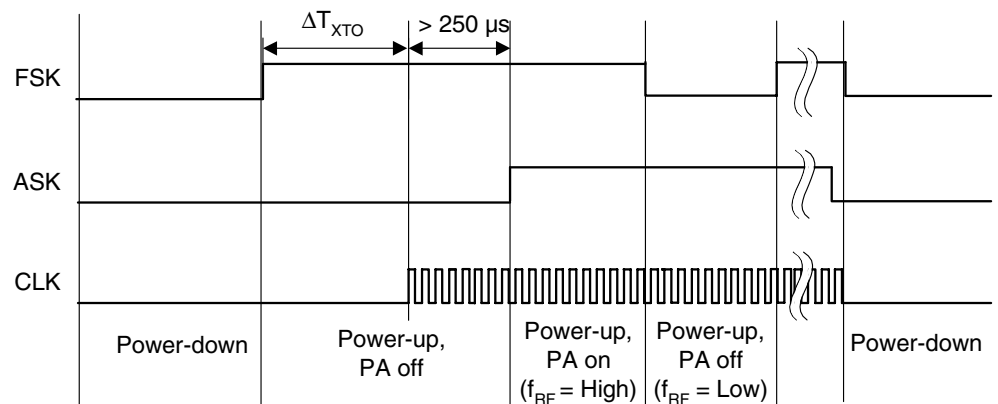 ΔT_XTO
> 250 µs
FSK
ASK
CLK
Power-down
Power-up,
PA off
Power-up,
PA on
(f_RF = High)
Power-up,
PA off
(f_RF = Low)
Power-down